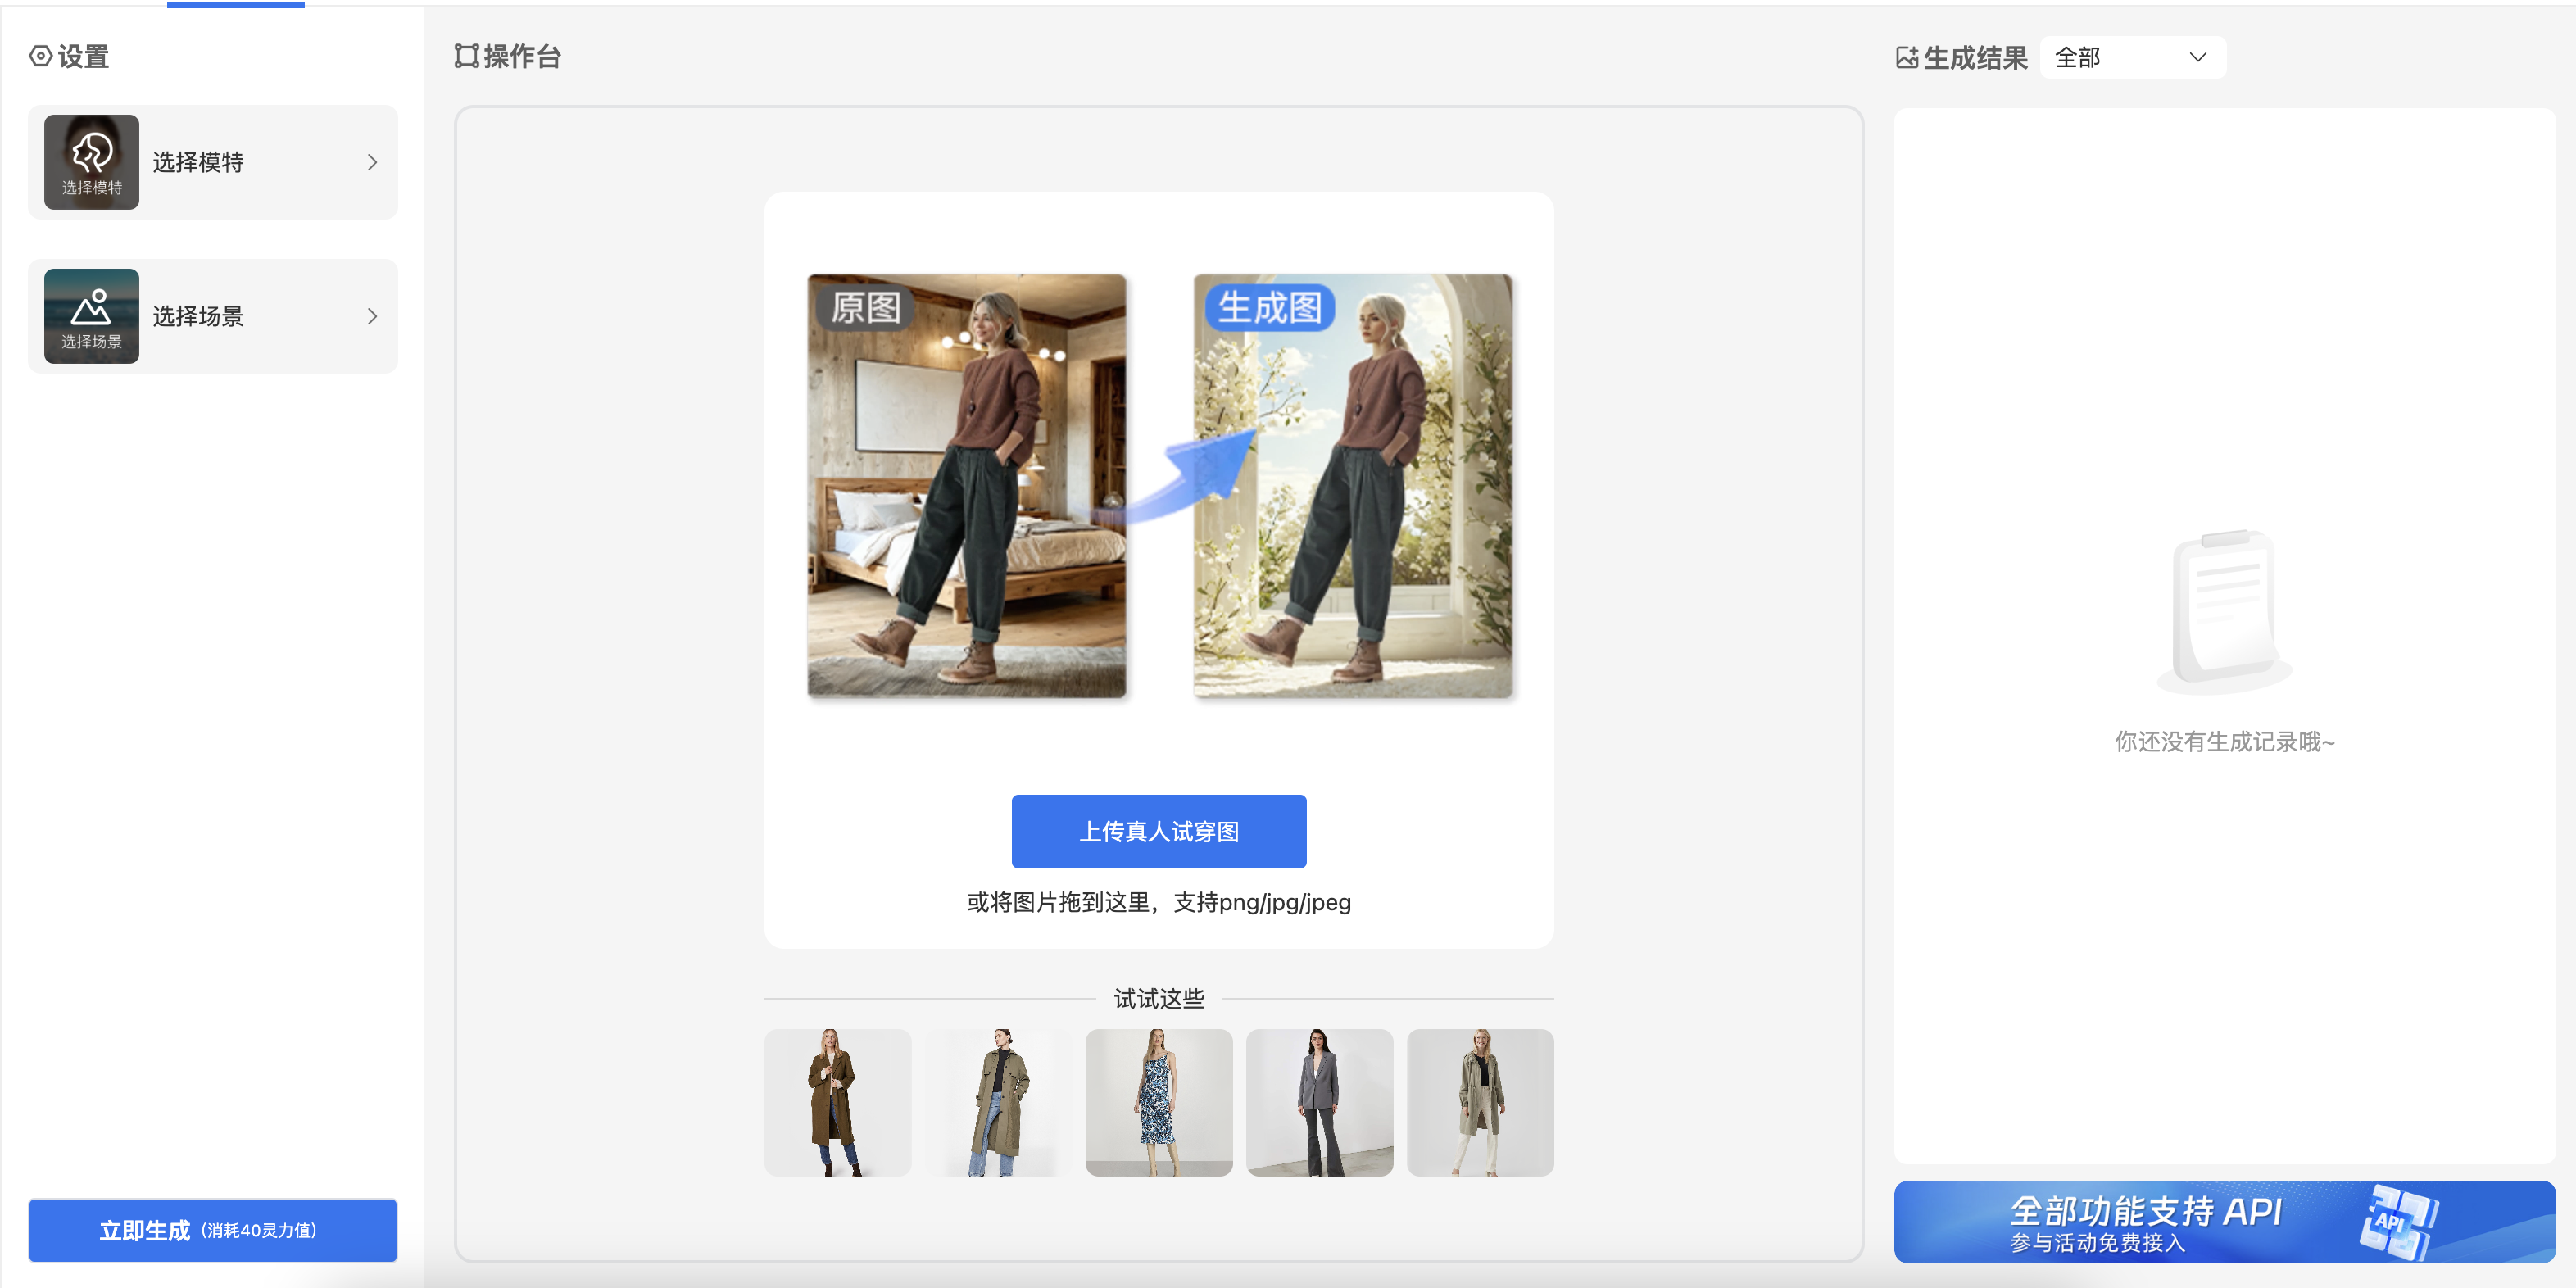 设置
选择模特
选择模特
选择场景
选择场景
立即生成（消耗40灵力值）
操作台
原图
生成图
上传真人试穿图
或将图片拖到这里，支持png/jpg/jpeg
试试这些
生成结果
全部
你还没有生成记录哦~
全部功能支持 API
参与活动免费接入
API